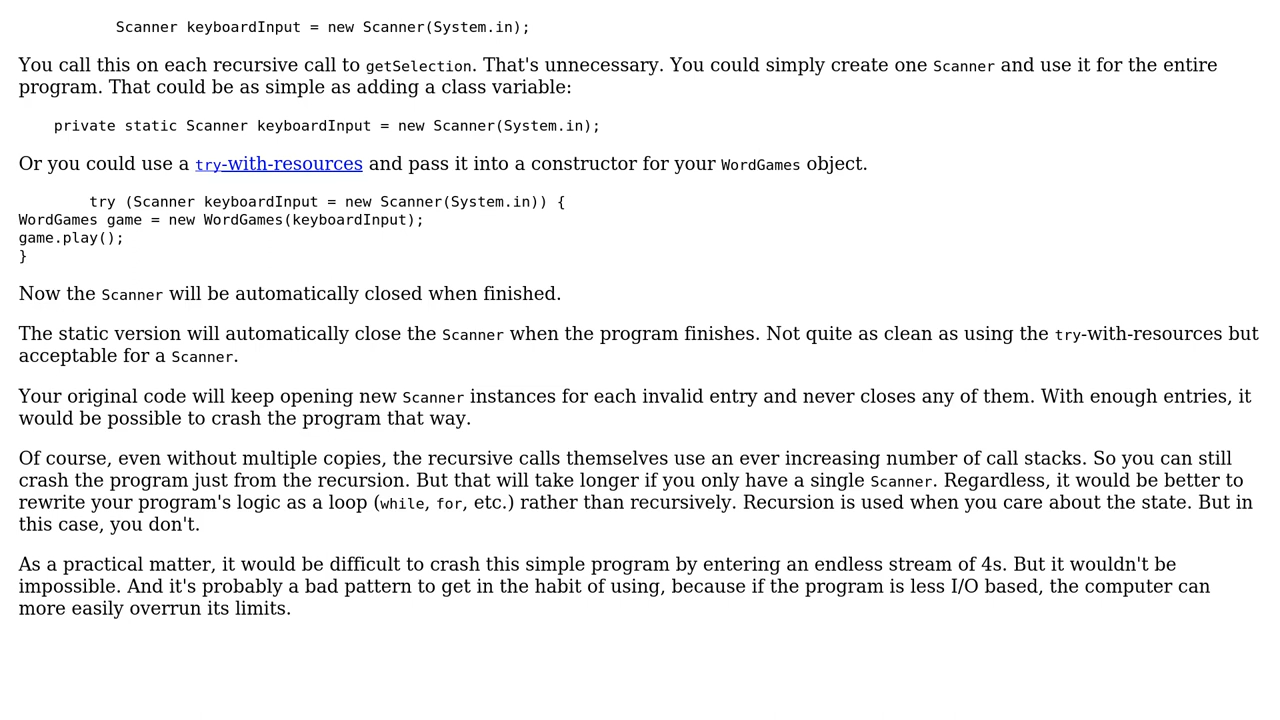 Scanner keyboardInput = new Scanner(System.in);
You call this on each recursive call to getSelection. That's unnecessary. You could simply create one Scanner and use it for the entire
program. That could be as simple as adding a class variable:
private static Scanner keyboardInput = new Scanner(System.in);
Or you could use a try-with-resources and pass it into a constructor for your WordGames object.
try (Scanner keyboardInput = new Scanner(System.in)) {
WordGames game = new WordGames(keyboardInput);
game.play();
}
Now the Scanner will be automatically closed when finished.
The static version will automatically close the Scanner when the program finishes. Not quite as clean as using the try-with-resources but
acceptable for a Scanner.
Your original code will keep opening new Scanner instances for each invalid entry and never closes any of them. With enough entries, it
would be possible to crash the program that way.
Of course, even without multiple copies, the recursive calls themselves use an ever increasing number of call stacks. So you can still
crash the program just from the recursion. But that will take longer if you only have a single Scanner. Regardless, it would be better to
rewrite your program's logic as a loop (while, for, etc.) rather than recursively. Recursion is used when you care about the state. But in
this case, you don't.
As a practical matter, it would be difficult to crash this simple program by entering an endless stream of 4s. But it wouldn't be
impossible. And it's probably a bad pattern to get in the habit of using, because if the program is less I/O based, the computer can
more easily overrun its limits.